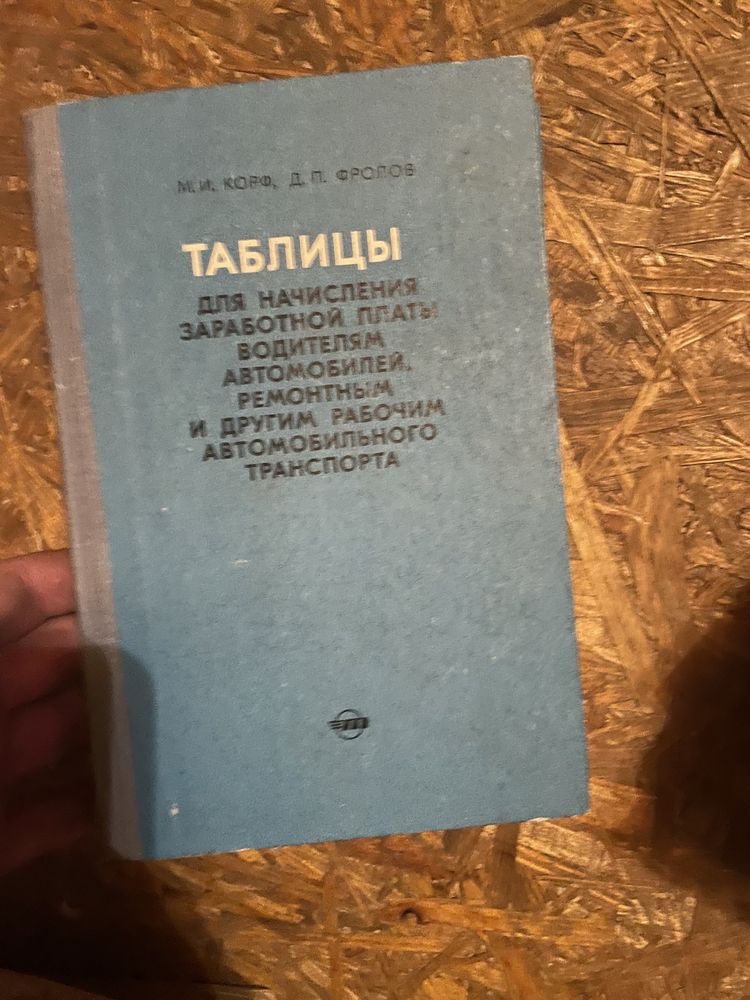 М.И. КОРФ, Д.П. ФРОЛОВ
ТАБЛИЦЫ
ДЛЯ НАЧИСЛЕНИЯ
ЗАРАБОТНОЙ ПЛАТЫ
ВОДИТЕЛЯМ
АВТОМОБИЛЕЙ,
РЕМОНТНЫМ
И ДРУГИМ РАБОЧИМ
АВТОМОБИЛЬНОГО
ТРАНСПОРТА